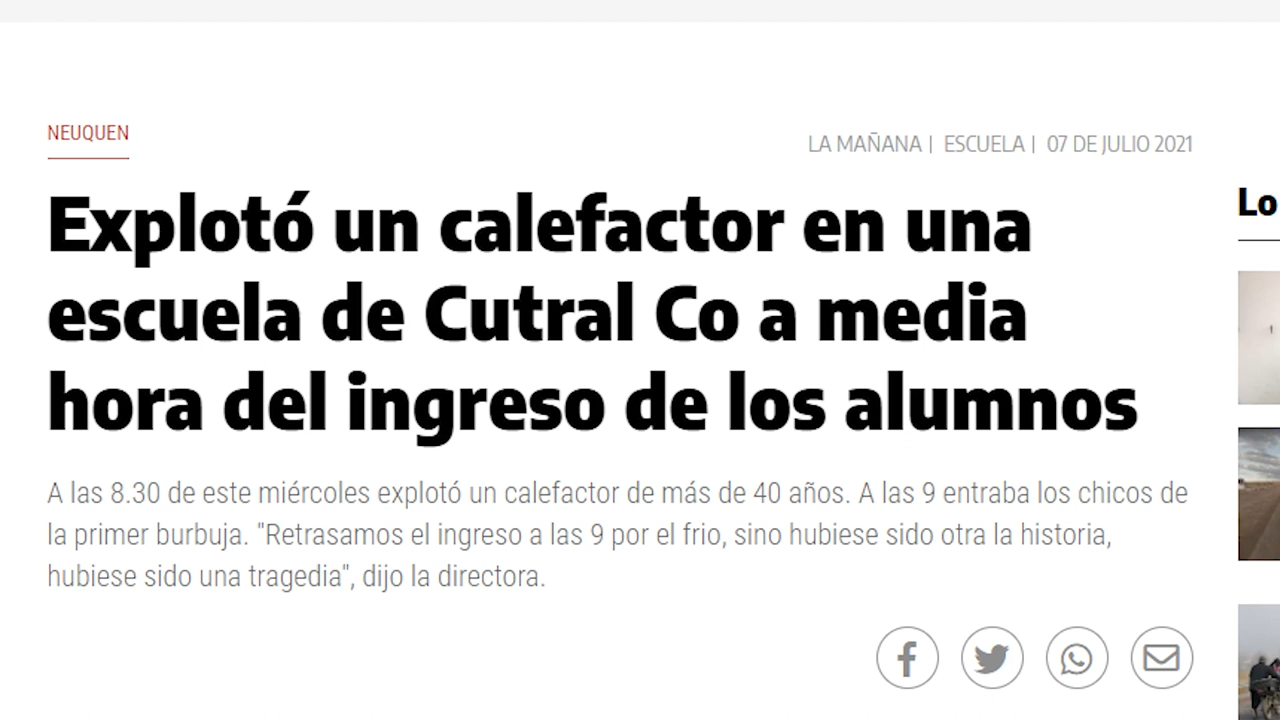 NEUQUEN
LA MAÑANA | ESCUELA | 07 DE JULIO 2021
Explotó un calefactor en una
escuela de Cutral Co a media
hora del ingreso de los alumnos
A las 8.30 de este miércoles explotó un calefactor de más de 40 años. A las 9 entraba los chicos de
la primer burbuja. "Retrasamos el ingreso a las 9 por el frio, sino hubiese sido otra la historia,
hubiese sido una tragedia", dijo la directora.
Lo